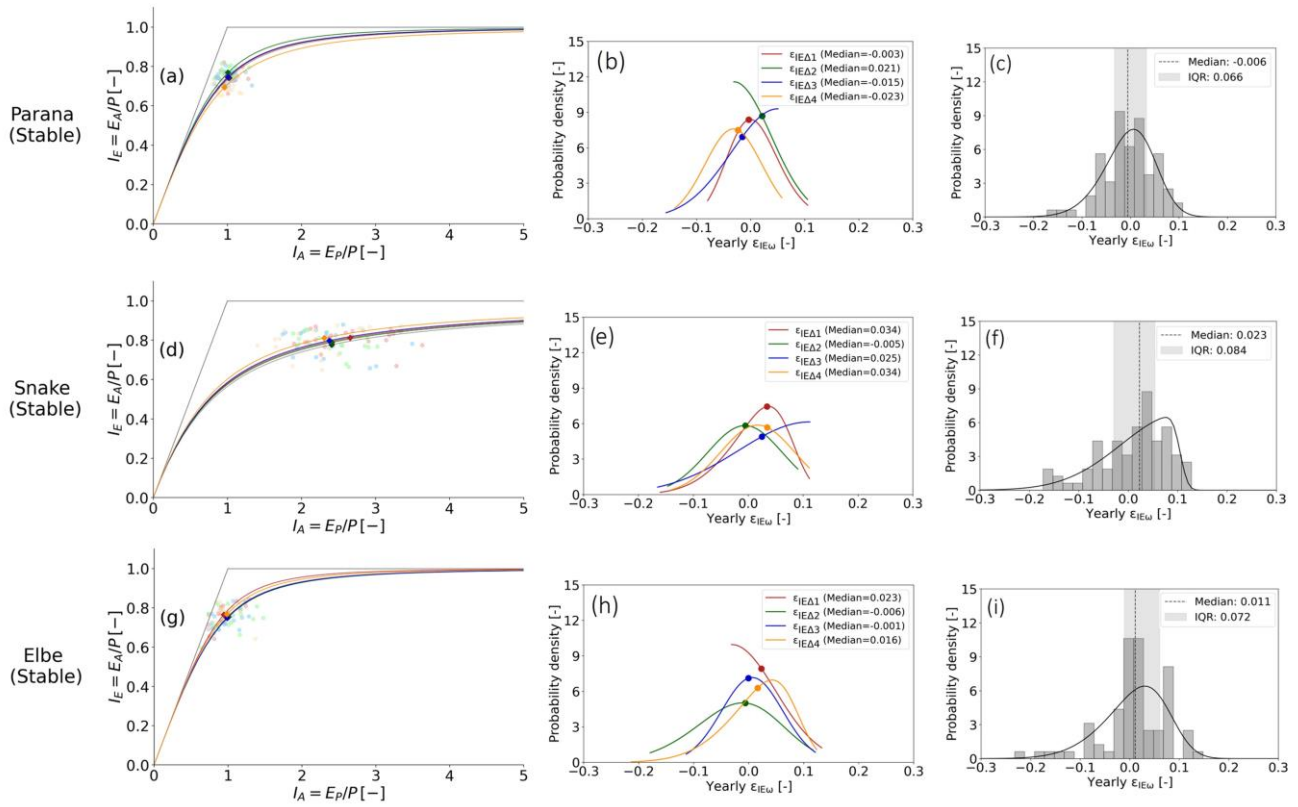 Parana
(Stable)
1.0
0.8
0.6
0.4
0.2
0.0
0 1 2 3 4 5
I_E = E_A/P [−]
I_A = E_P/P [−]
(a)
15
12
9
6
3
0
−0.3 −0.2 −0.1 0.0 0.1 0.2 0.3
Probability density [-]
Yearly ε_IEω [-]
(b)
ε_IEΔ1 (Median=-0.003)
ε_IEΔ2 (Median=0.021)
ε_IEΔ3 (Median=-0.015)
ε_IEΔ4 (Median=-0.023)
15
12
9
6
3
0
−0.3 −0.2 −0.1 0.0 0.1 0.2 0.3
Probability density [-]
Yearly ε_IEω [-]
(c)
Median: -0.006
IQR: 0.066
Snake
(Stable)
1.0
0.8
0.6
0.4
0.2
0.0
0 1 2 3 4 5
I_E = E_A/P [−]
I_A = E_P/P [−]
(d)
15
12
9
6
3
0
−0.3 −0.2 −0.1 0.0 0.1 0.2 0.3
Probability density [-]
Yearly ε_IEω [-]
(e)
ε_IEΔ1 (Median=0.034)
ε_IEΔ2 (Median=-0.005)
ε_IEΔ3 (Median=0.025)
ε_IEΔ4 (Median=0.034)
15
12
9
6
3
0
−0.3 −0.2 −0.1 0.0 0.1 0.2 0.3
Probability density [-]
Yearly ε_IEω [-]
(f)
Median: 0.023
IQR: 0.084
Elbe
(Stable)
1.0
0.8
0.6
0.4
0.2
0.0
0 1 2 3 4 5
I_E = E_A/P [−]
I_A = E_P/P [−]
(g)
15
12
9
6
3
0
−0.3 −0.2 −0.1 0.0 0.1 0.2 0.3
Probability density [-]
Yearly ε_IEω [-]
(h)
ε_IEΔ1 (Median=0.023)
ε_IEΔ2 (Median=-0.006)
ε_IEΔ3 (Median=-0.001)
ε_IEΔ4 (Median=0.016)
15
12
9
6
3
0
−0.3 −0.2 −0.1 0.0 0.1 0.2 0.3
Probability density [-]
Yearly ε_IEω [-]
(i)
Median: 0.011
IQR: 0.072